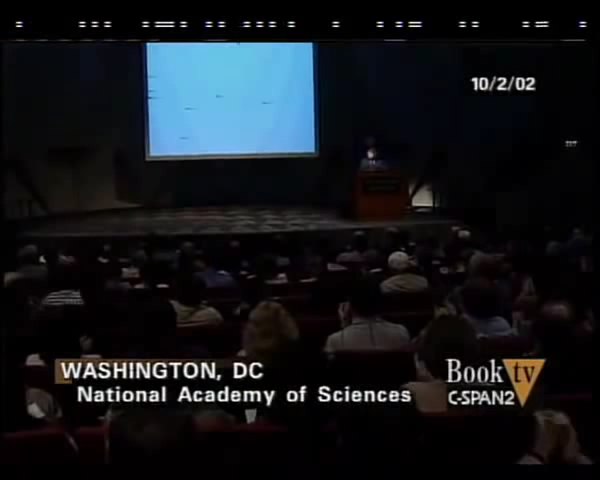 10/2/02
WASHINGTON, DC
National Academy of Sciences
Book tv
C-SPAN2